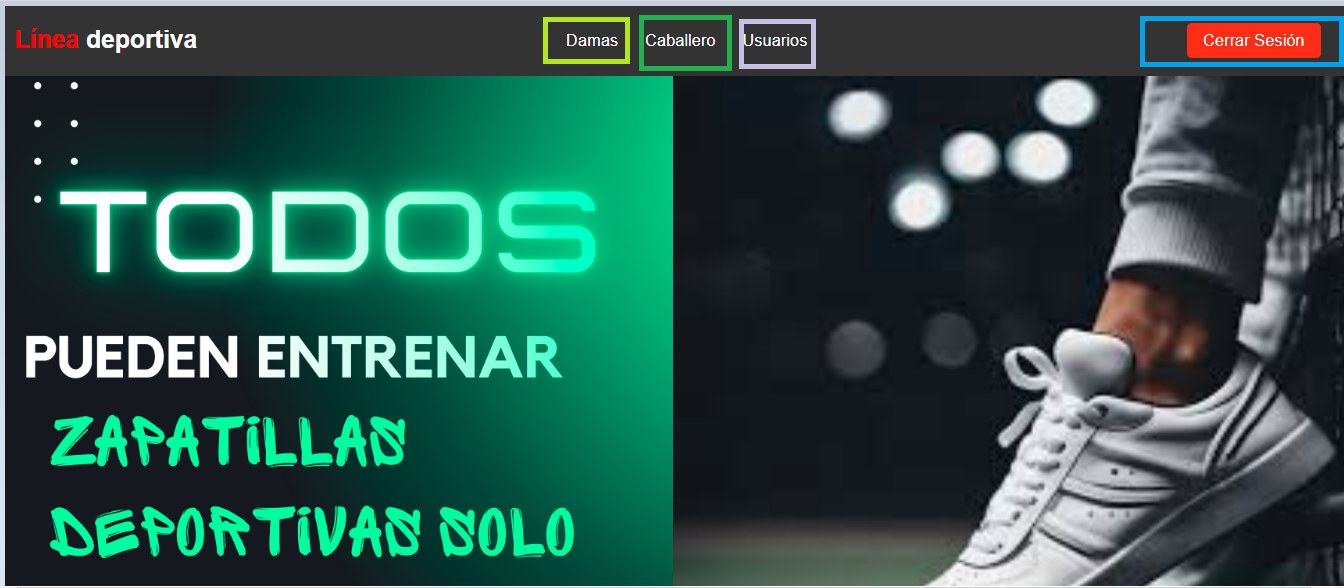 Línea deportiva Damas Caballero Usuarios Cerrar Sesión
TODOS
PUEDEN ENTRENAR
ZAPATiLLAS
DEPORTiVAS SOLO